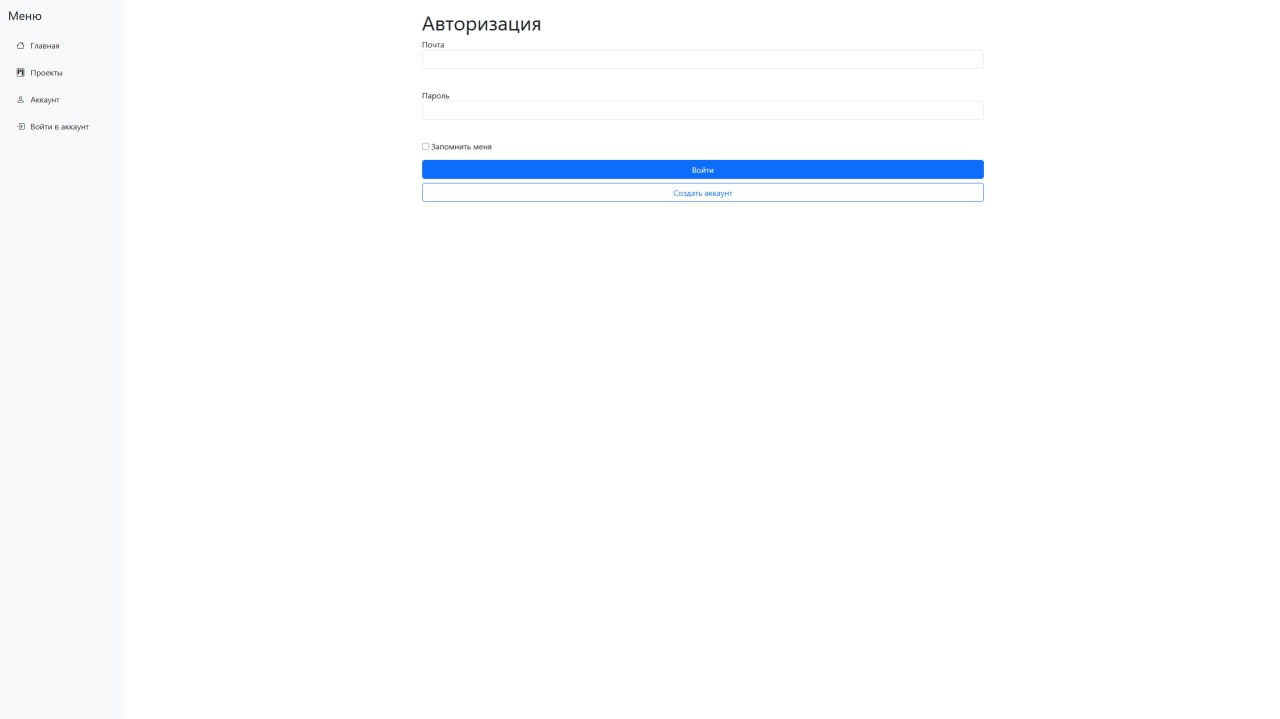 Меню
Главная
Проекты
Аккаунт
Войти в аккаунт
Авторизация
Почта
Пароль
Запомнить меня
Войти
Создать аккаунт